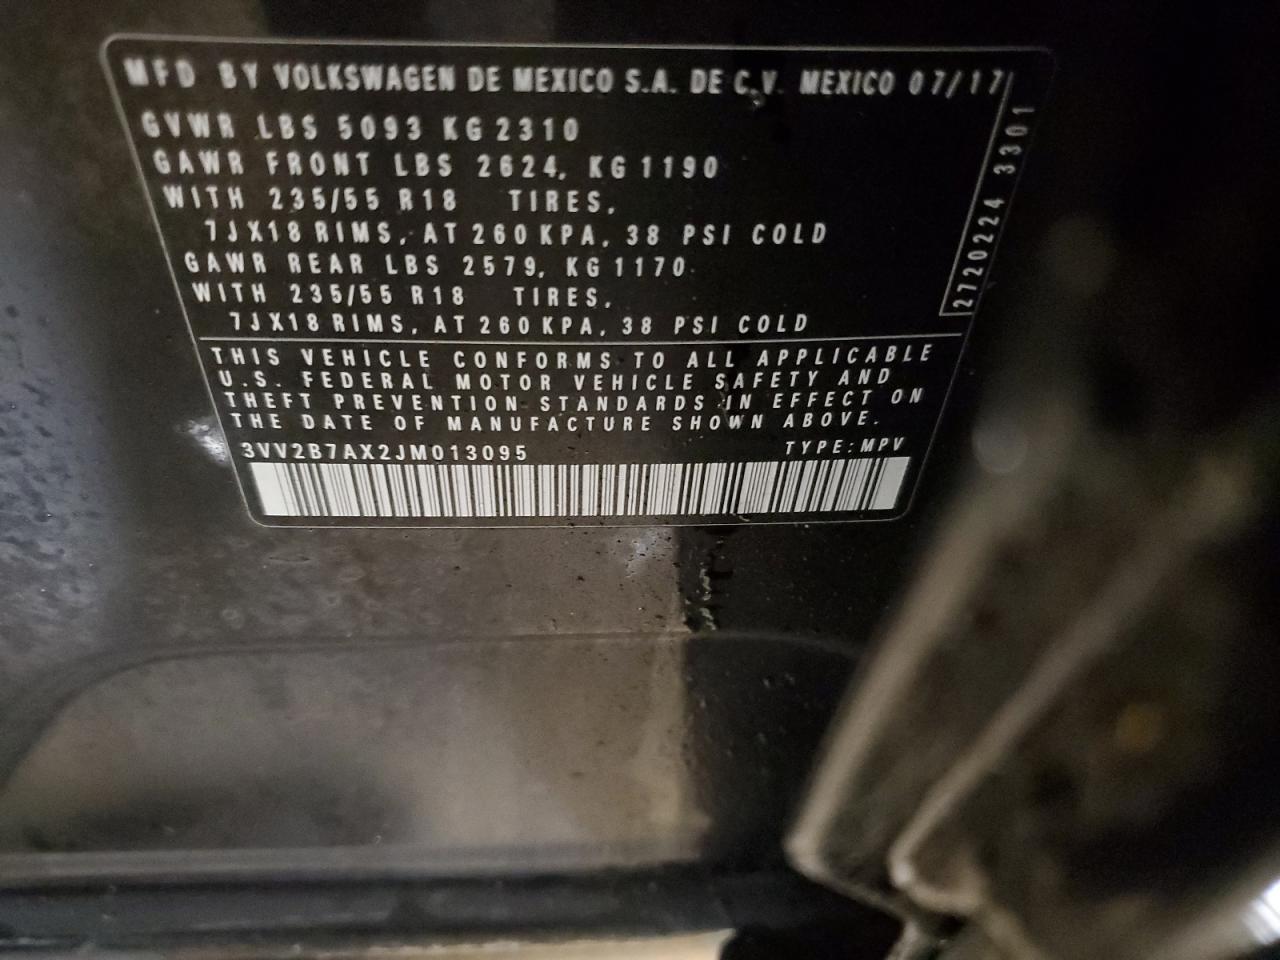 MFD BY VOLKSWAGEN DE MEXICO S.A. DE C.V. MEXICO 07/17
GVWR LBS 5093 KG 2310
GAWR FRONT LBS 2624, KG 1190
WITH 235/55 R18 TIRES,
7JX18 RIMS, AT 260 KPA, 38 PSI COLD
GAWR REAR LBS 2579, KG 1170
WITH 235/55 R18 TIRES,
7JX18 RIMS, AT 260 KPA, 38 PSI COLD
2720224 3301
THIS VEHICLE CONFORMS TO ALL APPLICABLE
U.S. FEDERAL MOTOR VEHICLE SAFETY AND
THEFT PREVENTION STANDARDS IN EFFECT ON
THE DATE OF MANUFACTURE SHOWN ABOVE.
3VV2B7AX2JM013095 TYPE:MPV